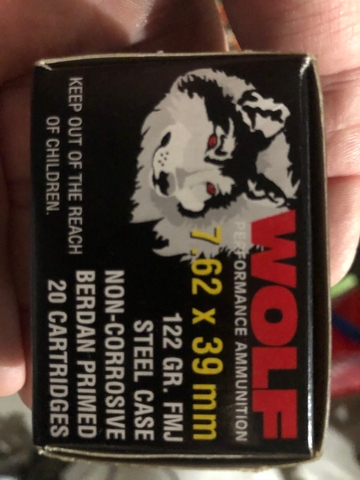 WOLF
PERFORMANCE AMMUNITION
7.62 x 39 mm
122 GR. FMJ
STEEL CASE
NON-CORROSIVE
BERDAN PRIMED
20 CARTRIDGES
KEEP OUT OF THE REACH
OF CHILDREN.